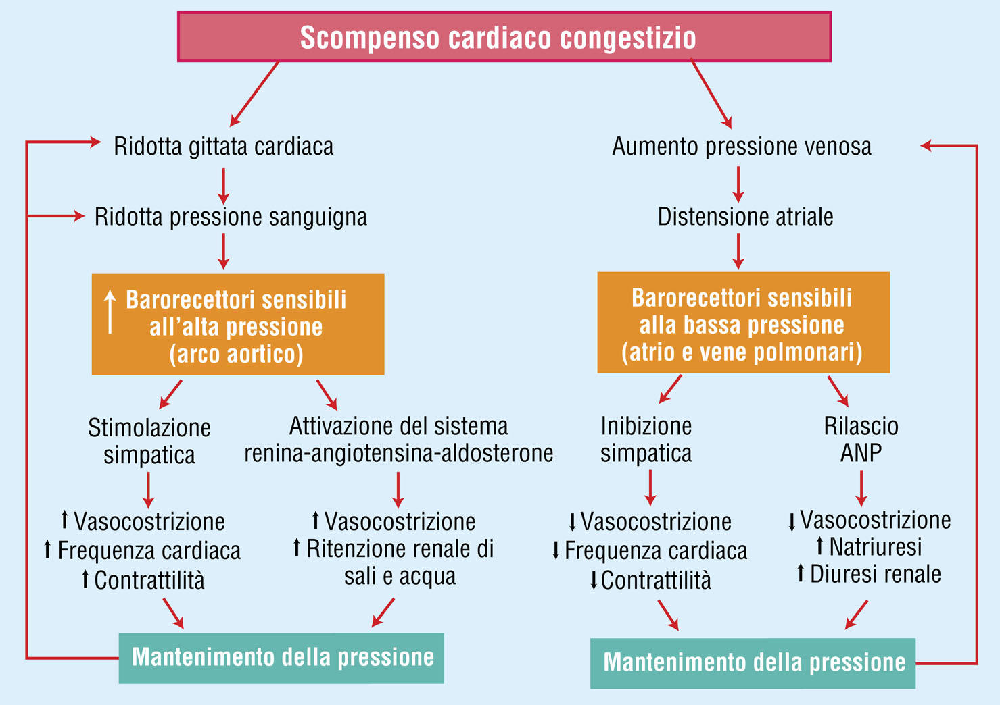 Scompenso cardiaco congestizio
Ridotta gittata cardiaca
Ridotta pressione sanguigna
↑ Barorecettori sensibili
all'alta pressione
(arco aortico)
Stimolazione
simpatica
↑ Vasocostrizione
↑ Frequenza cardiaca
↑ Contrattilità
Attivazione del sistema
renina-angiotensina-aldosterone
↑ Vasocostrizione
↑ Ritenzione renale di
sali e acqua
Mantenimento della pressione
Aumento pressione venosa
Distensione atriale
Barorecettori sensibili
alla bassa pressione
(atrio e vene polmonari)
Inibizione
simpatica
↓ Vasocostrizione
↓ Frequenza cardiaca
↓ Contrattilità
Rilascio
ANP
↓ Vasocostrizione
↑ Natriuresi
↑ Diuresi renale
Mantenimento della pressione